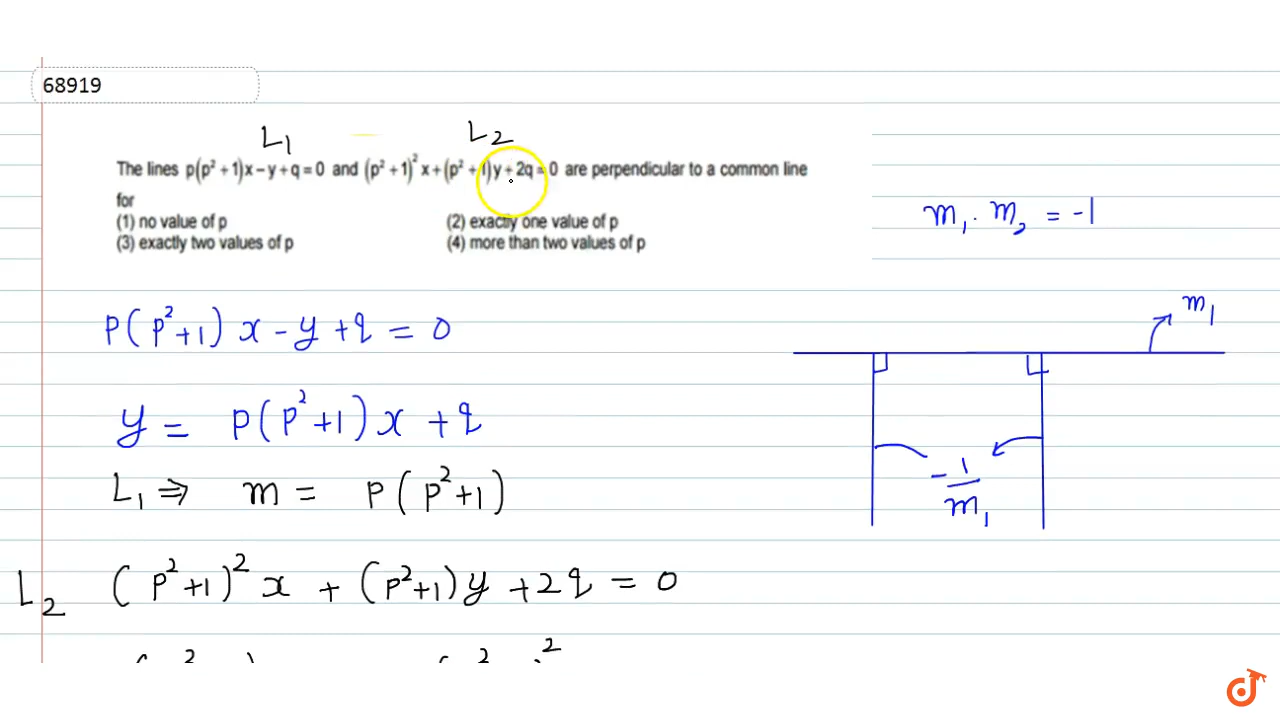 68919
L₁ L₂
The lines p(p² + 1)x − y + q = 0 and (p² + 1)² x + (p² + 1)y + 2q = 0 are perpendicular to a common line
for
(1) no value of p (2) exactly one value of p
(3) exactly two values of p (4) more than two values of p
m₁ . m₂ = -1
P(p²+1) x - y + q = 0
m₁
y = P(p²+1) x + q
L₁ ⇒ m = P(p²+1)
-1/m₁
L₂ (p²+1)² x + (p²+1) y + 2q = 0